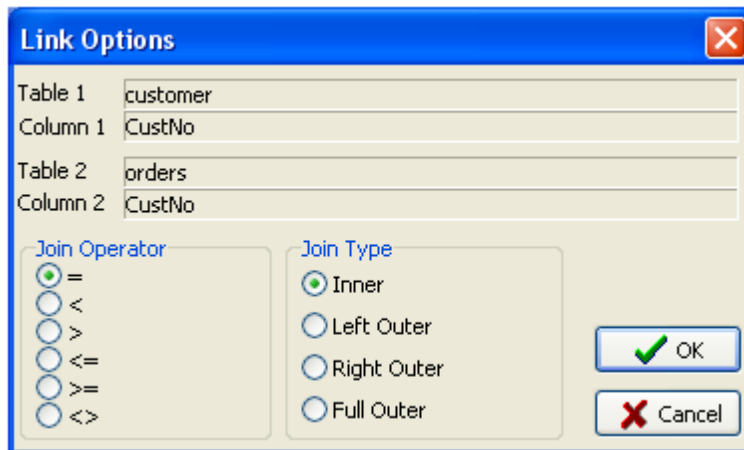 Link Options
Table 1 customer
Column 1 CustNo
Table 2 orders
Column 2 CustNo
Join Operator
=
<
>
<=
>=
<>
Join Type
Inner
Left Outer
Right Outer
Full Outer
OK
Cancel